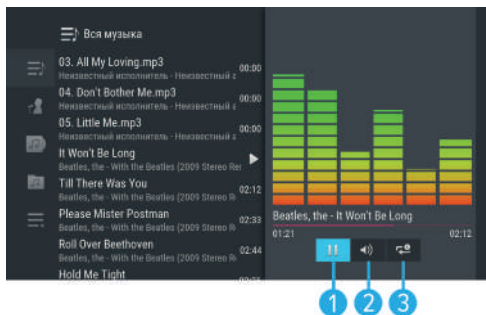 Вся музыка
03. All My Loving.mp3
Неизвестный исполнитель - Неизвестный
00:00
04. Don't Bother Me.mp3
Неизвестный исполнитель - Неизвестный
00:00
05. Little Me.mp3
Неизвестный исполнитель - Неизвестный
00:00
It Won't Be Long
Beatles, the - With the Beatles (2009 Stereo
Till There Was You
Beatles, the - With the Beatles (2009 Stereo
02:12
Please Mister Postman
Beatles, the - With the Beatles (2009 Stereo
02:33
Roll Over Beethoven
Beatles, the - With the Beatles (2009 Stereo
02:44
Hold Me Tight
Beatles, the - It Won't Be Long
01:21
02:12
1
2
3